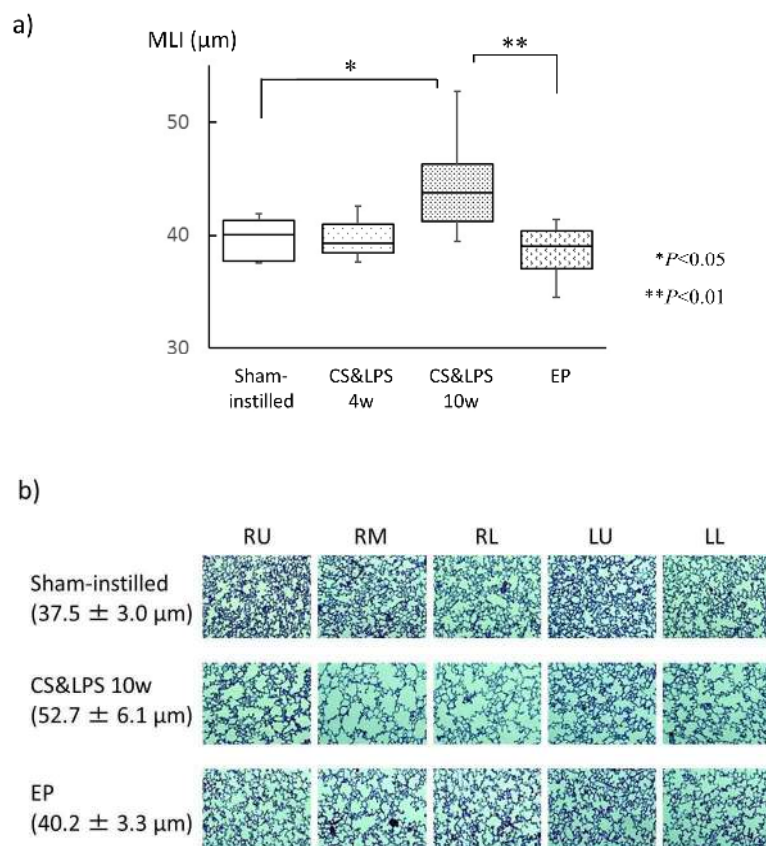 a)
MLI (μm)
*
**
50
40
30
*P<0.05
**P<0.01
Sham-
instilled
CS&LPS
4w
CS&LPS
10w
EP
b)
RU RM RL LU LL
Sham-instilled
(37.5 ± 3.0 μm)
CS&LPS 10w
(52.7 ± 6.1 μm)
EP
(40.2 ± 3.3 μm)